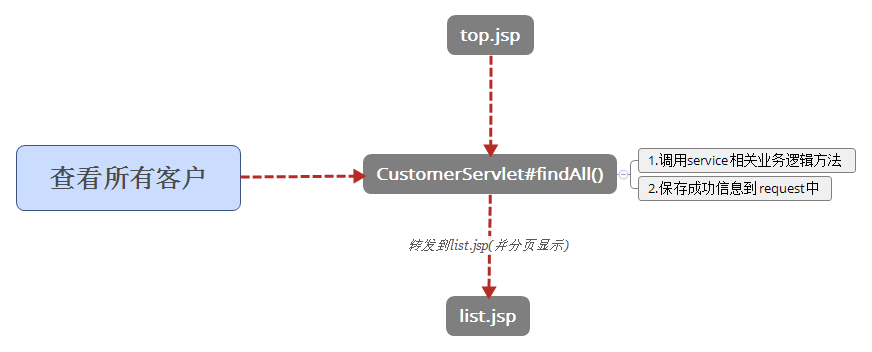 top.jsp
查看所有客户
CustomerServlet#findAll()
1.调用service相关业务逻辑方法
2.保存成功信息到request中
转发到list.jsp(并分页显示)
list.jsp